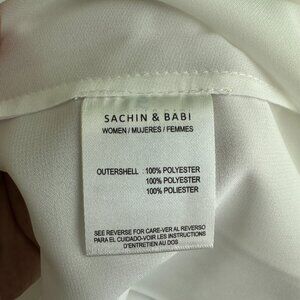 SACHIN & BABI
WOMEN / MUJERES / FEMMES
OUTERSHELL : 100% POLYESTER
100% POLYESTER
100% POLIESTER
SEE REVERSE FOR CARE-VER AL REVERSO
PARA EL CUIDADO-VOIR LES INSTRUCTIONS
D'ENTRETIEN AU DOS